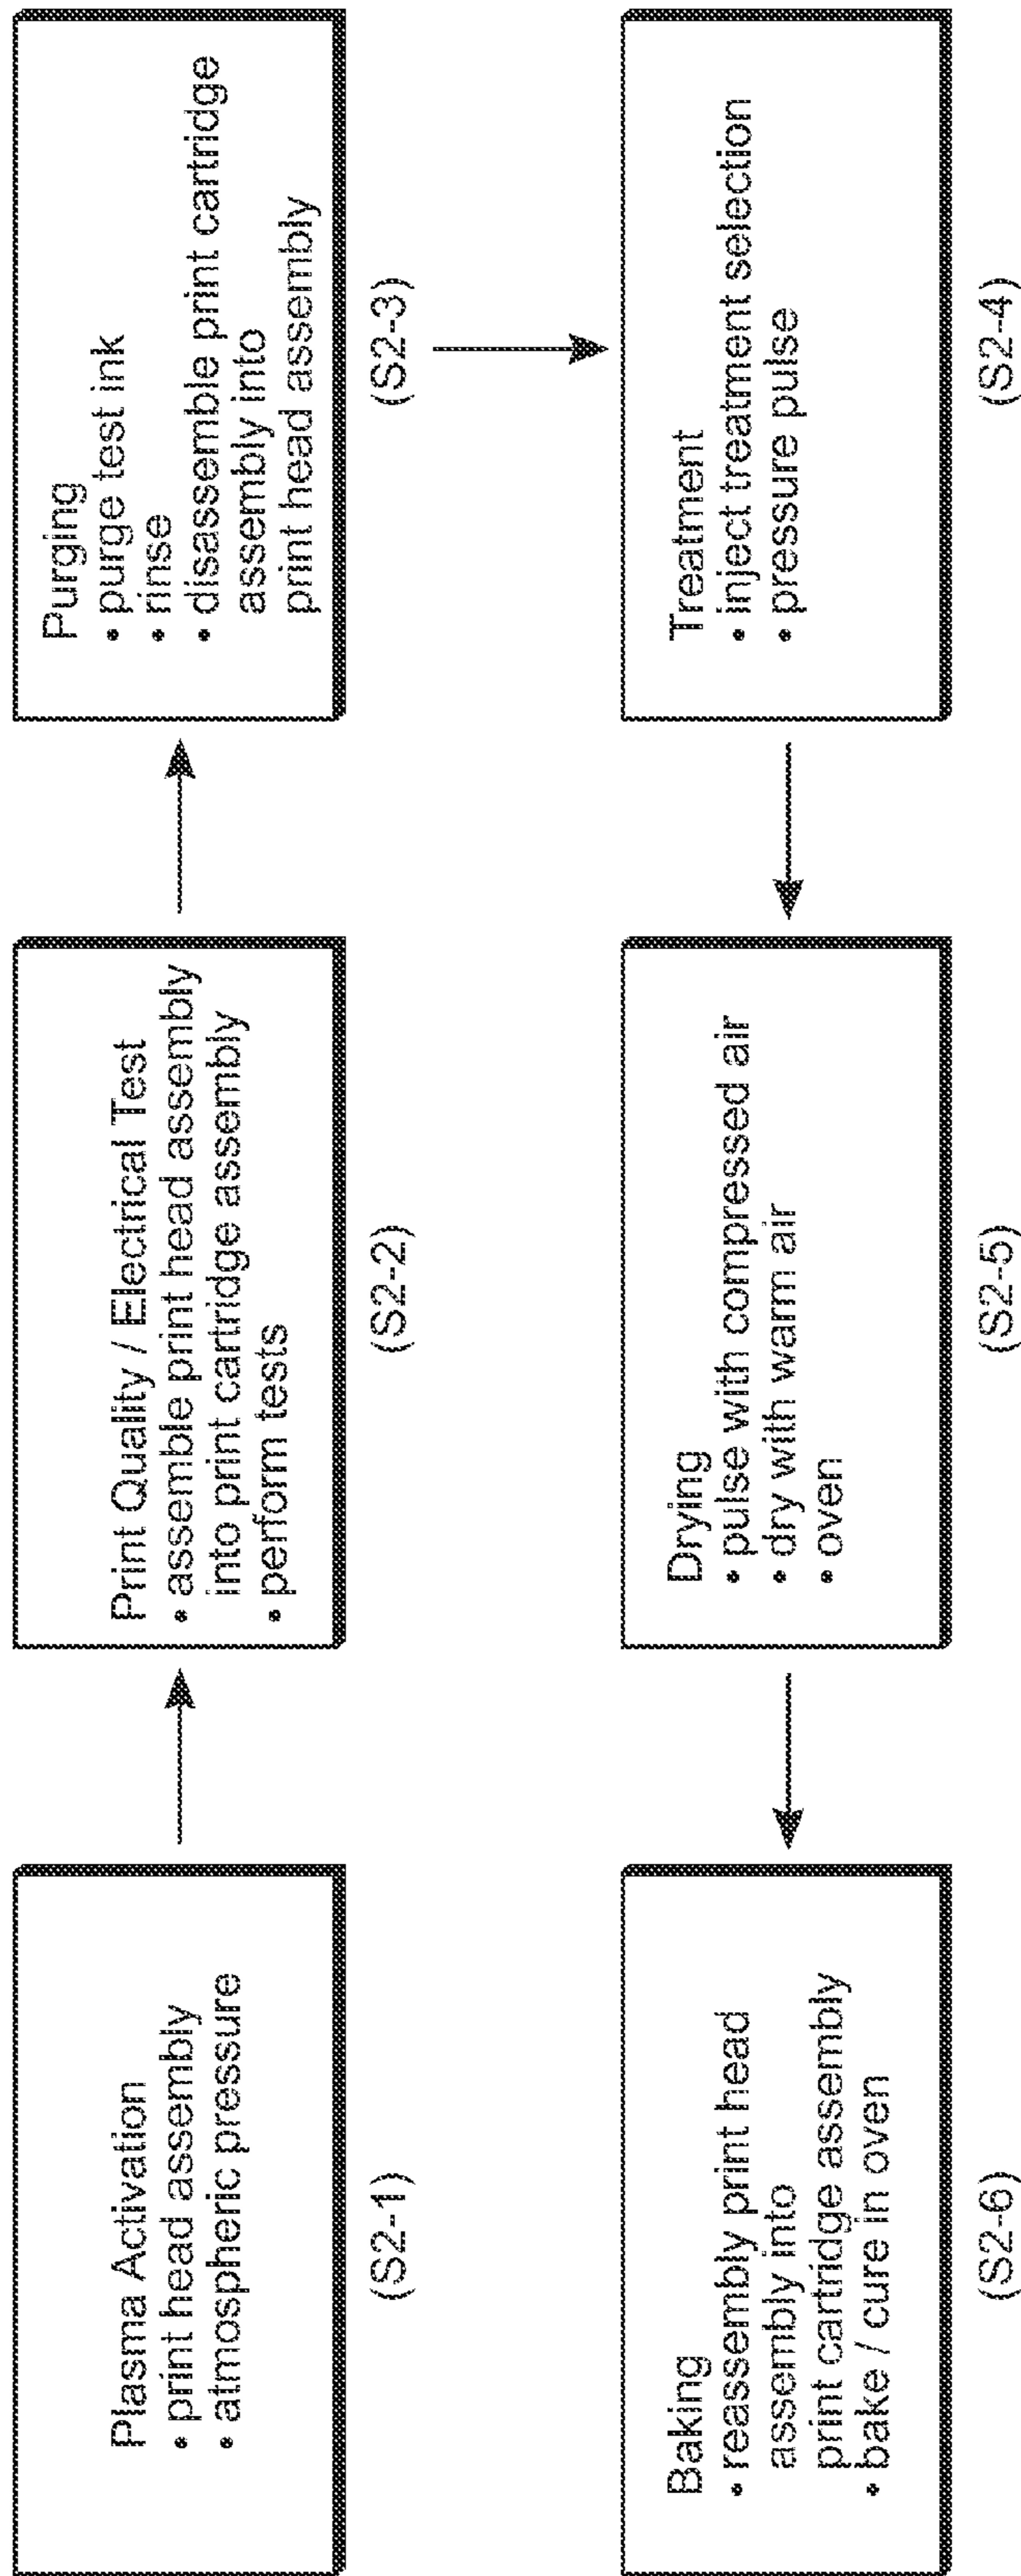 Plasma Activation
• print head assembly
• atmospheric pressure
(S2-1)
Print Quality / Electrical Test
• assemble print head assembly
into print cartridge assembly
• perform tests
(S2-2)
Purging
• purge test ink
• rinse
• disassemble print cartridge
assembly into
print head assembly
(S2-3)
Treatment
• inject treatment selection
• pressure pulse
(S2-4)
Drying
• pulse with compressed air
• dry with warm air
• oven
(S2-5)
Baking
• reassembly print head
assembly into
print cartridge assembly
• bake / cure in oven
(S2-6)